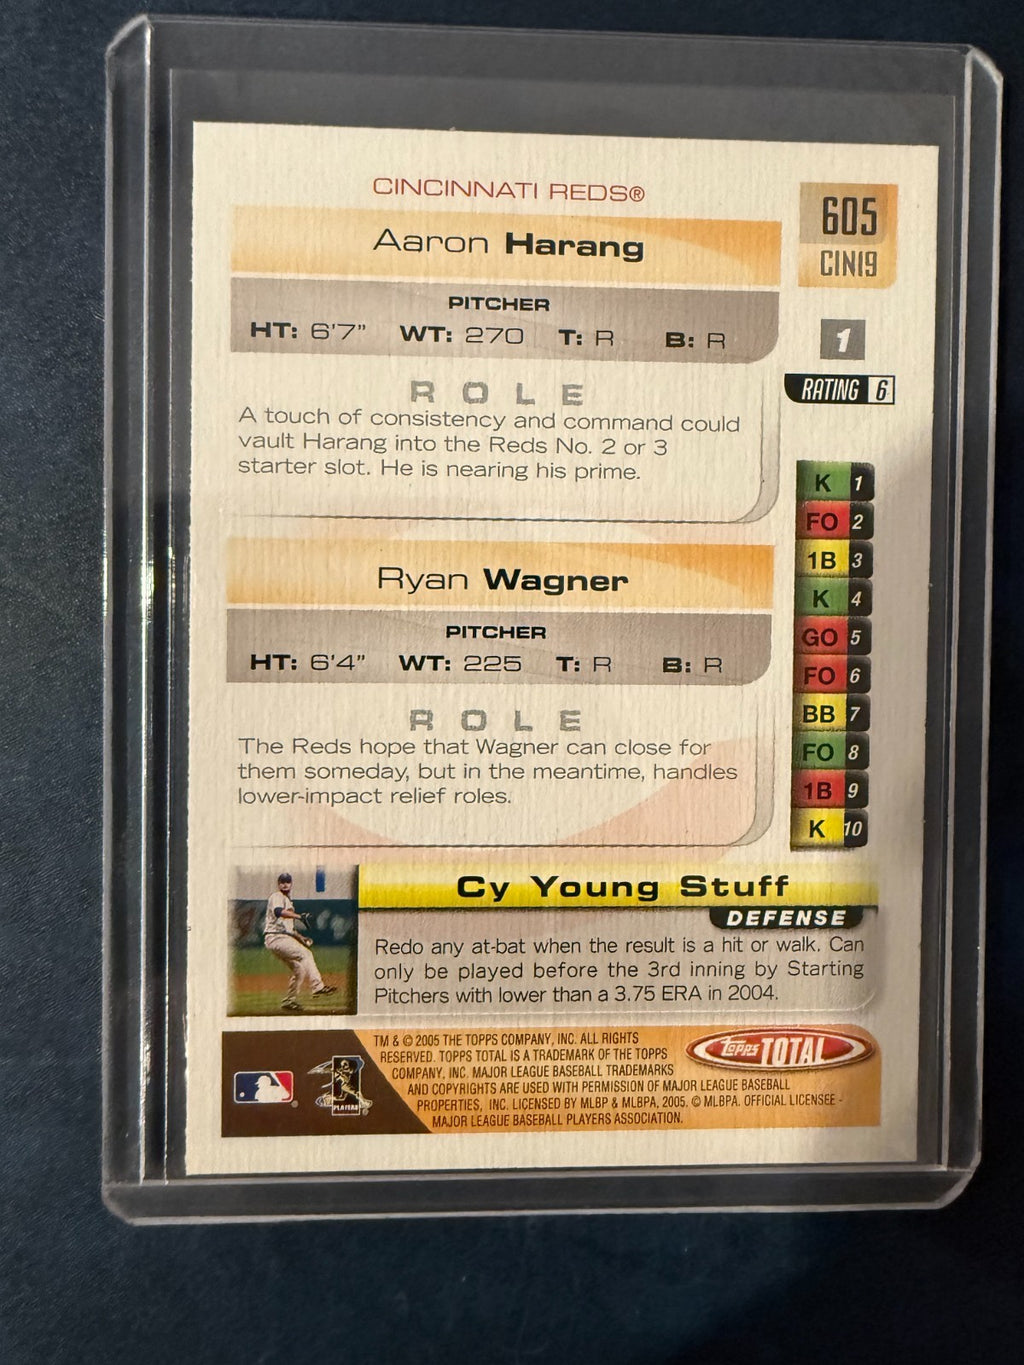 CINCINNATI REDS®
605
CIN19
Aaron Harang
PITCHER
HT: 6'7" WT: 270 T: R B: R
1
RATING 6
ROLE
A touch of consistency and command could
vault Harang into the Reds No. 2 or 3
starter slot. He is nearing his prime.
K 1
FO 2
1B 3
K 4
GO 5
FO 6
BB 7
FO 8
1B 9
K 10
Ryan Wagner
PITCHER
HT: 6'4" WT: 225 T: R B: R
ROLE
The Reds hope that Wagner can close for
them someday, but in the meantime, handles
lower-impact relief roles.
Cy Young Stuff
DEFENSE
Redo any at-bat when the result is a hit or walk. Can
only be played before the 3rd inning by Starting
Pitchers with lower than a 3.75 ERA in 2004.
TM & © 2005 THE TOPPS COMPANY, INC. ALL RIGHTS
RESERVED. TOPPS TOTAL IS A TRADEMARK OF THE TOPPS
COMPANY, INC. MAJOR LEAGUE BASEBALL TRADEMARKS
AND COPYRIGHTS ARE USED WITH PERMISSION OF MAJOR LEAGUE BASEBALL
PROPERTIES, INC. LICENSED BY MLBP & MLBPA, 2005. © MLBPA. OFFICIAL LICENSEE -
MAJOR LEAGUE BASEBALL PLAYERS ASSOCIATION.
Topps TOTAL
PLAYERS